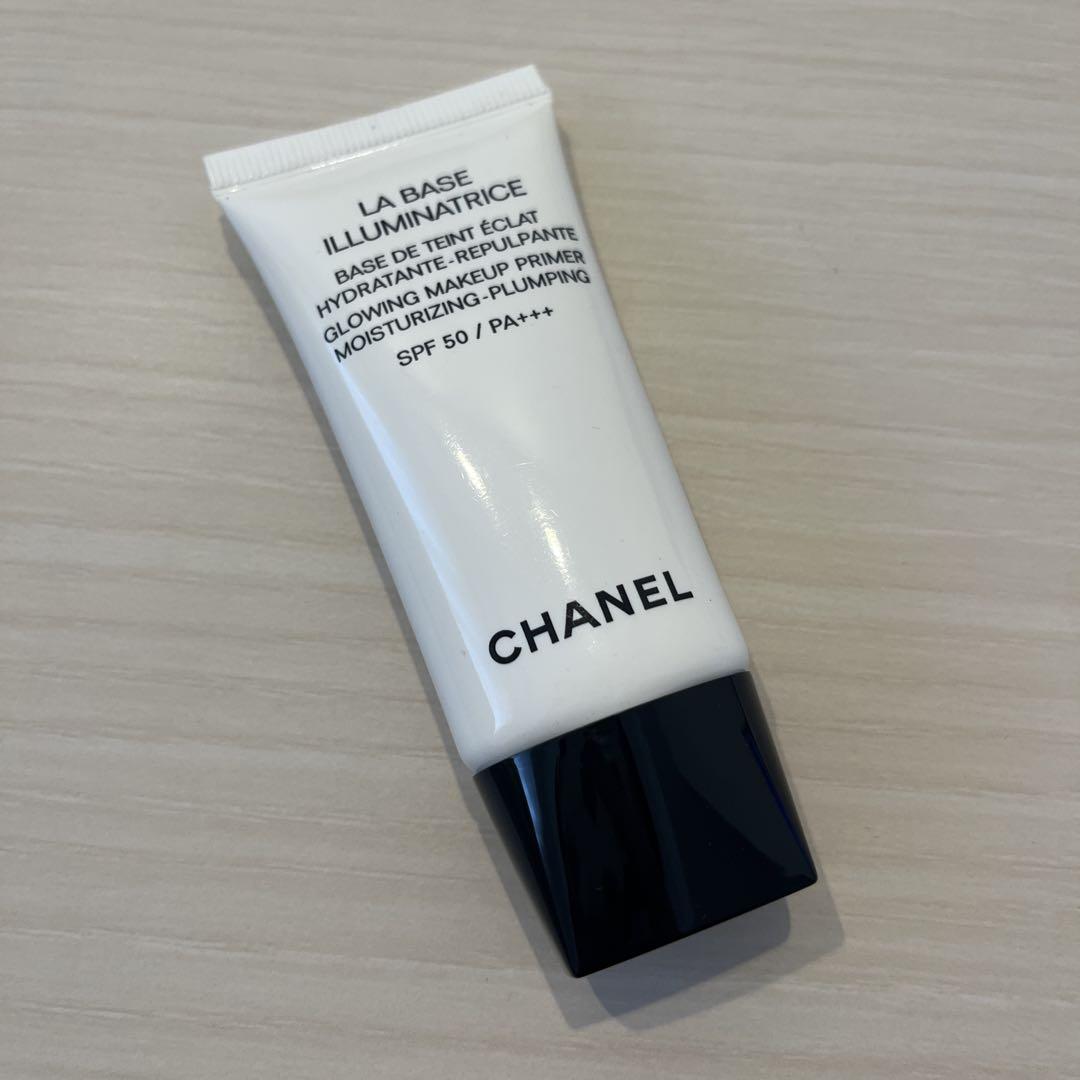 LA BASE
ILLUMINATRICE
BASE DE TEINT ÉCLAT
HYDRATANTE-REPULPANTE
GLOWING MAKEUP PRIMER
MOISTURIZING-PLUMPING
SPF 50 / PA+++
CHANEL